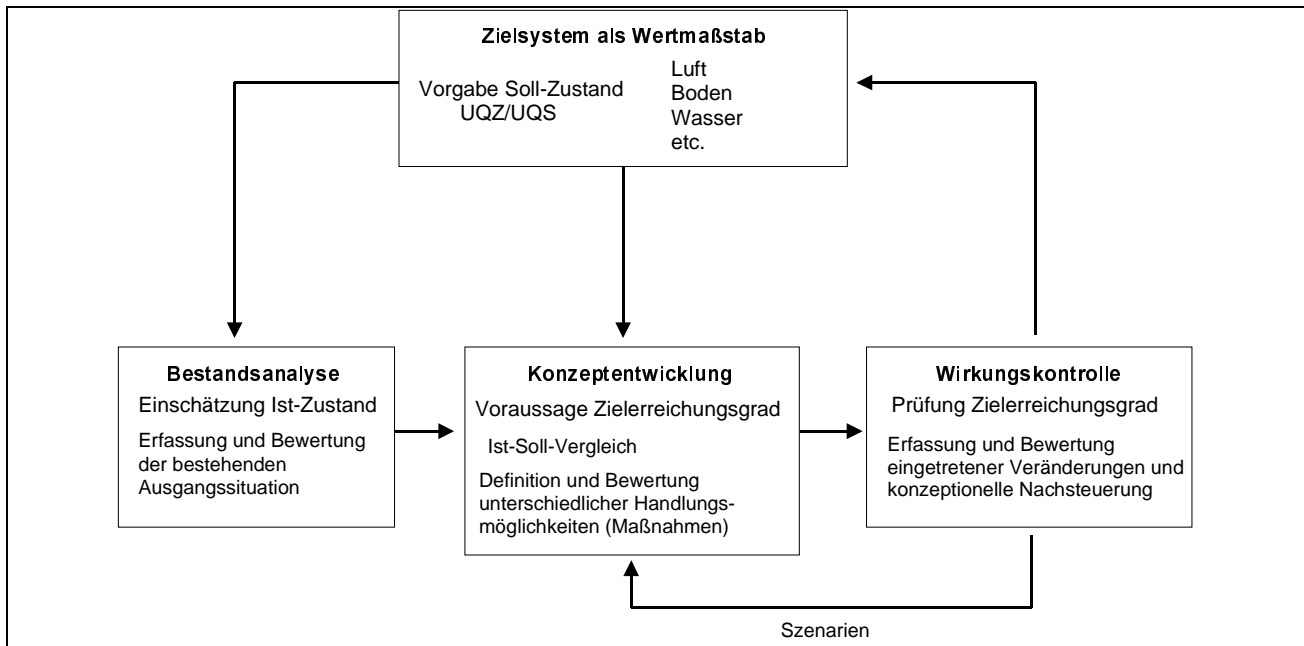 Zielsystem als Wertmaßstab
Vorgabe Soll-Zustand
UQZ/UQS
Luft
Boden
Wasser
etc.
Bestandsanalyse
Einschätzung Ist-Zustand
Erfassung und Bewertung
der bestehenden
Ausgangssituation
Konzeptentwicklung
Voraussage Zielerreichungsgrad
Ist-Soll-Vergleich
Definition und Bewertung
unterschiedlicher Handlungs-
möglichkeiten (Maßnahmen)
Wirkungskontrolle
Prüfung Zielerreichungsgrad
Erfassung und Bewertung
eingetretener Veränderungen und
konzeptionelle Nachsteuerung
Szenarien